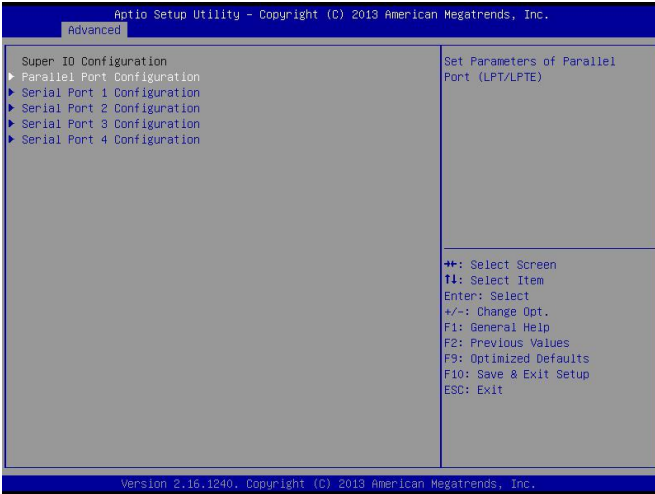 Aptio Setup Utility – Copyright (C) 2013 American Megatrends, Inc.
Advanced
Super IO Configuration
Parallel Port Configuration
Serial Port 1 Configuration
Serial Port 2 Configuration
Serial Port 3 Configuration
Serial Port 4 Configuration
Set Parameters of Parallel
Port (LPT/LPTE)
→←: Select Screen
↑↓: Select Item
Enter: Select
+/-: Change Opt.
F1: General Help
F2: Previous Values
F9: Optimized Defaults
F10: Save & Exit Setup
ESC: Exit
Version 2.16.1240. Copyright (C) 2013 American Megatrends, Inc.